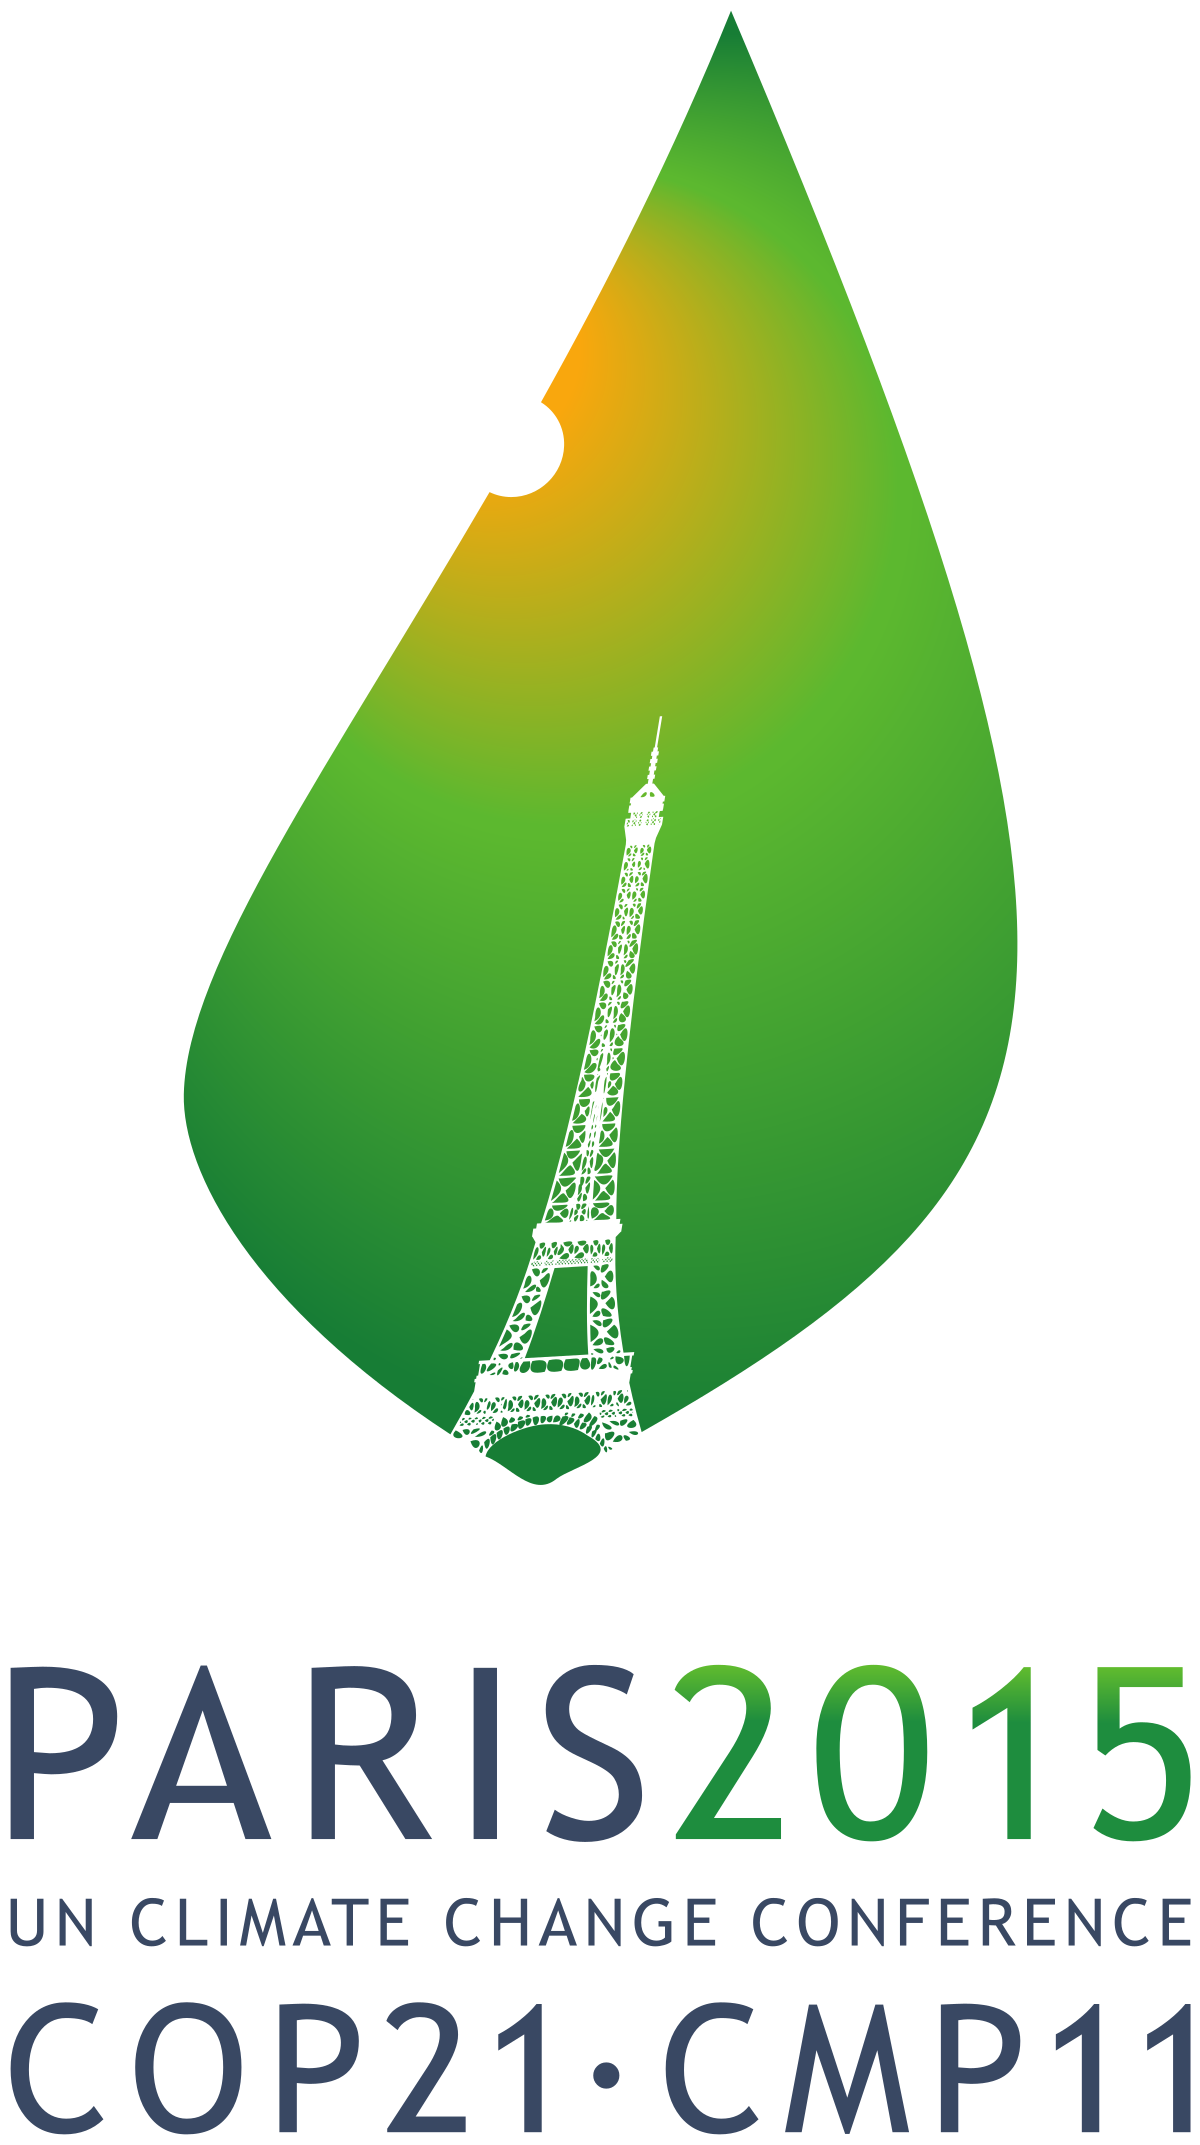 PARIS2015
UN CLIMATE CHANGE CONFERENCE
COP21·CMP11